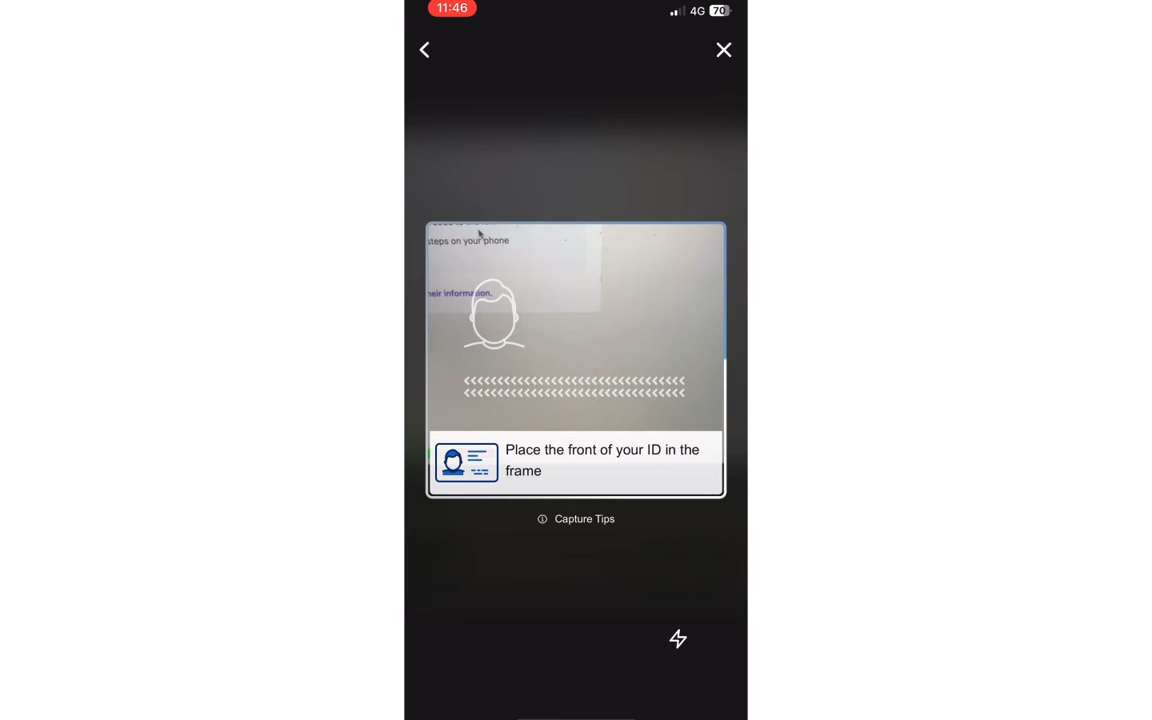 11:46
4G 70
steps on your phone
heir information.
<<<<<<<<<<<<<<<<<<<<<<<<<<<<<<<<<
<<<<<<<<<<<<<<<<<<<<<<<<<<<<<<<<<
Place the front of your ID in the
frame
Capture Tips